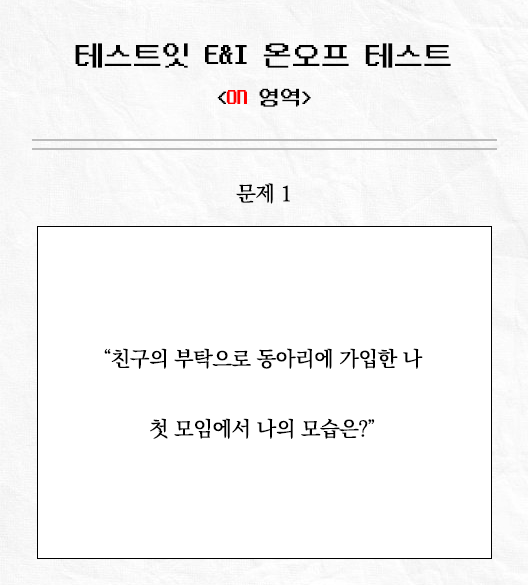 테스트잇 E&I 온오프 테스트
<ON 영역>
문제 1
“친구의 부탁으로 동아리에 가입한 나
첫 모임에서 나의 모습은?”